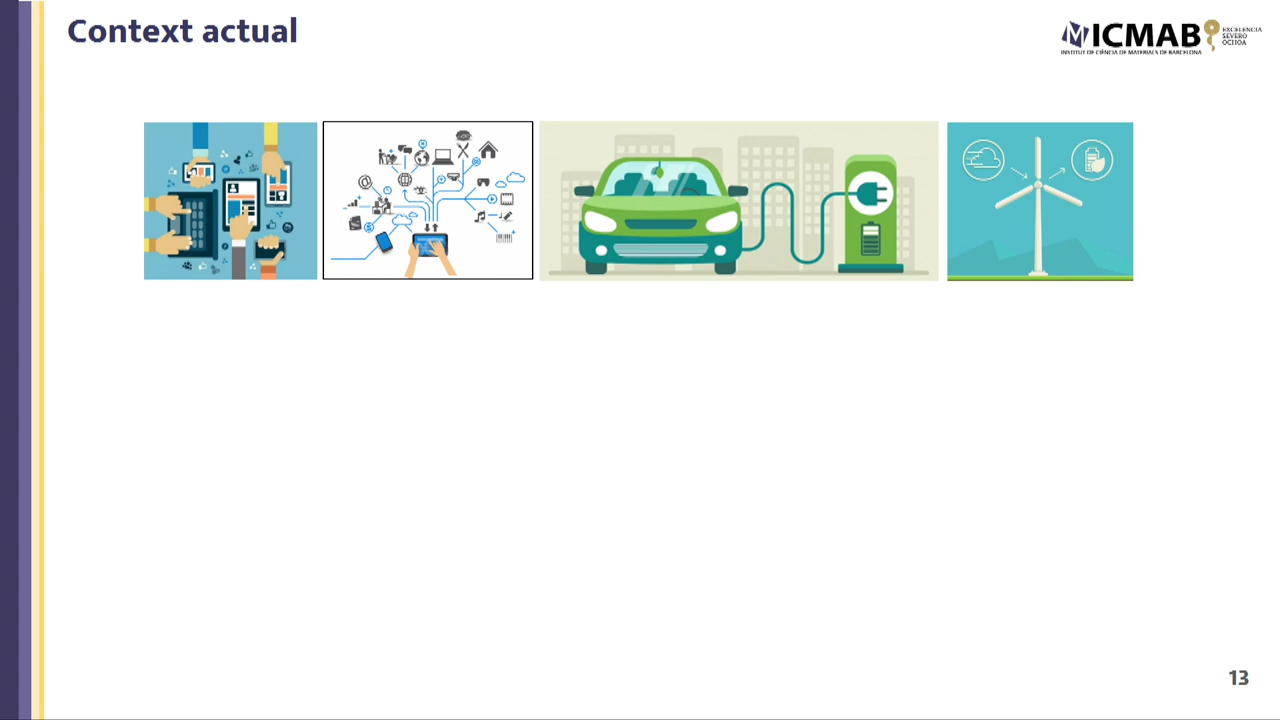 Context actual
ICMAB
INSTITUT DE CIÈNCIA DE MATERIALS DE BARCELONA
EXCELENCIA
SEVERO
OCHOA
13